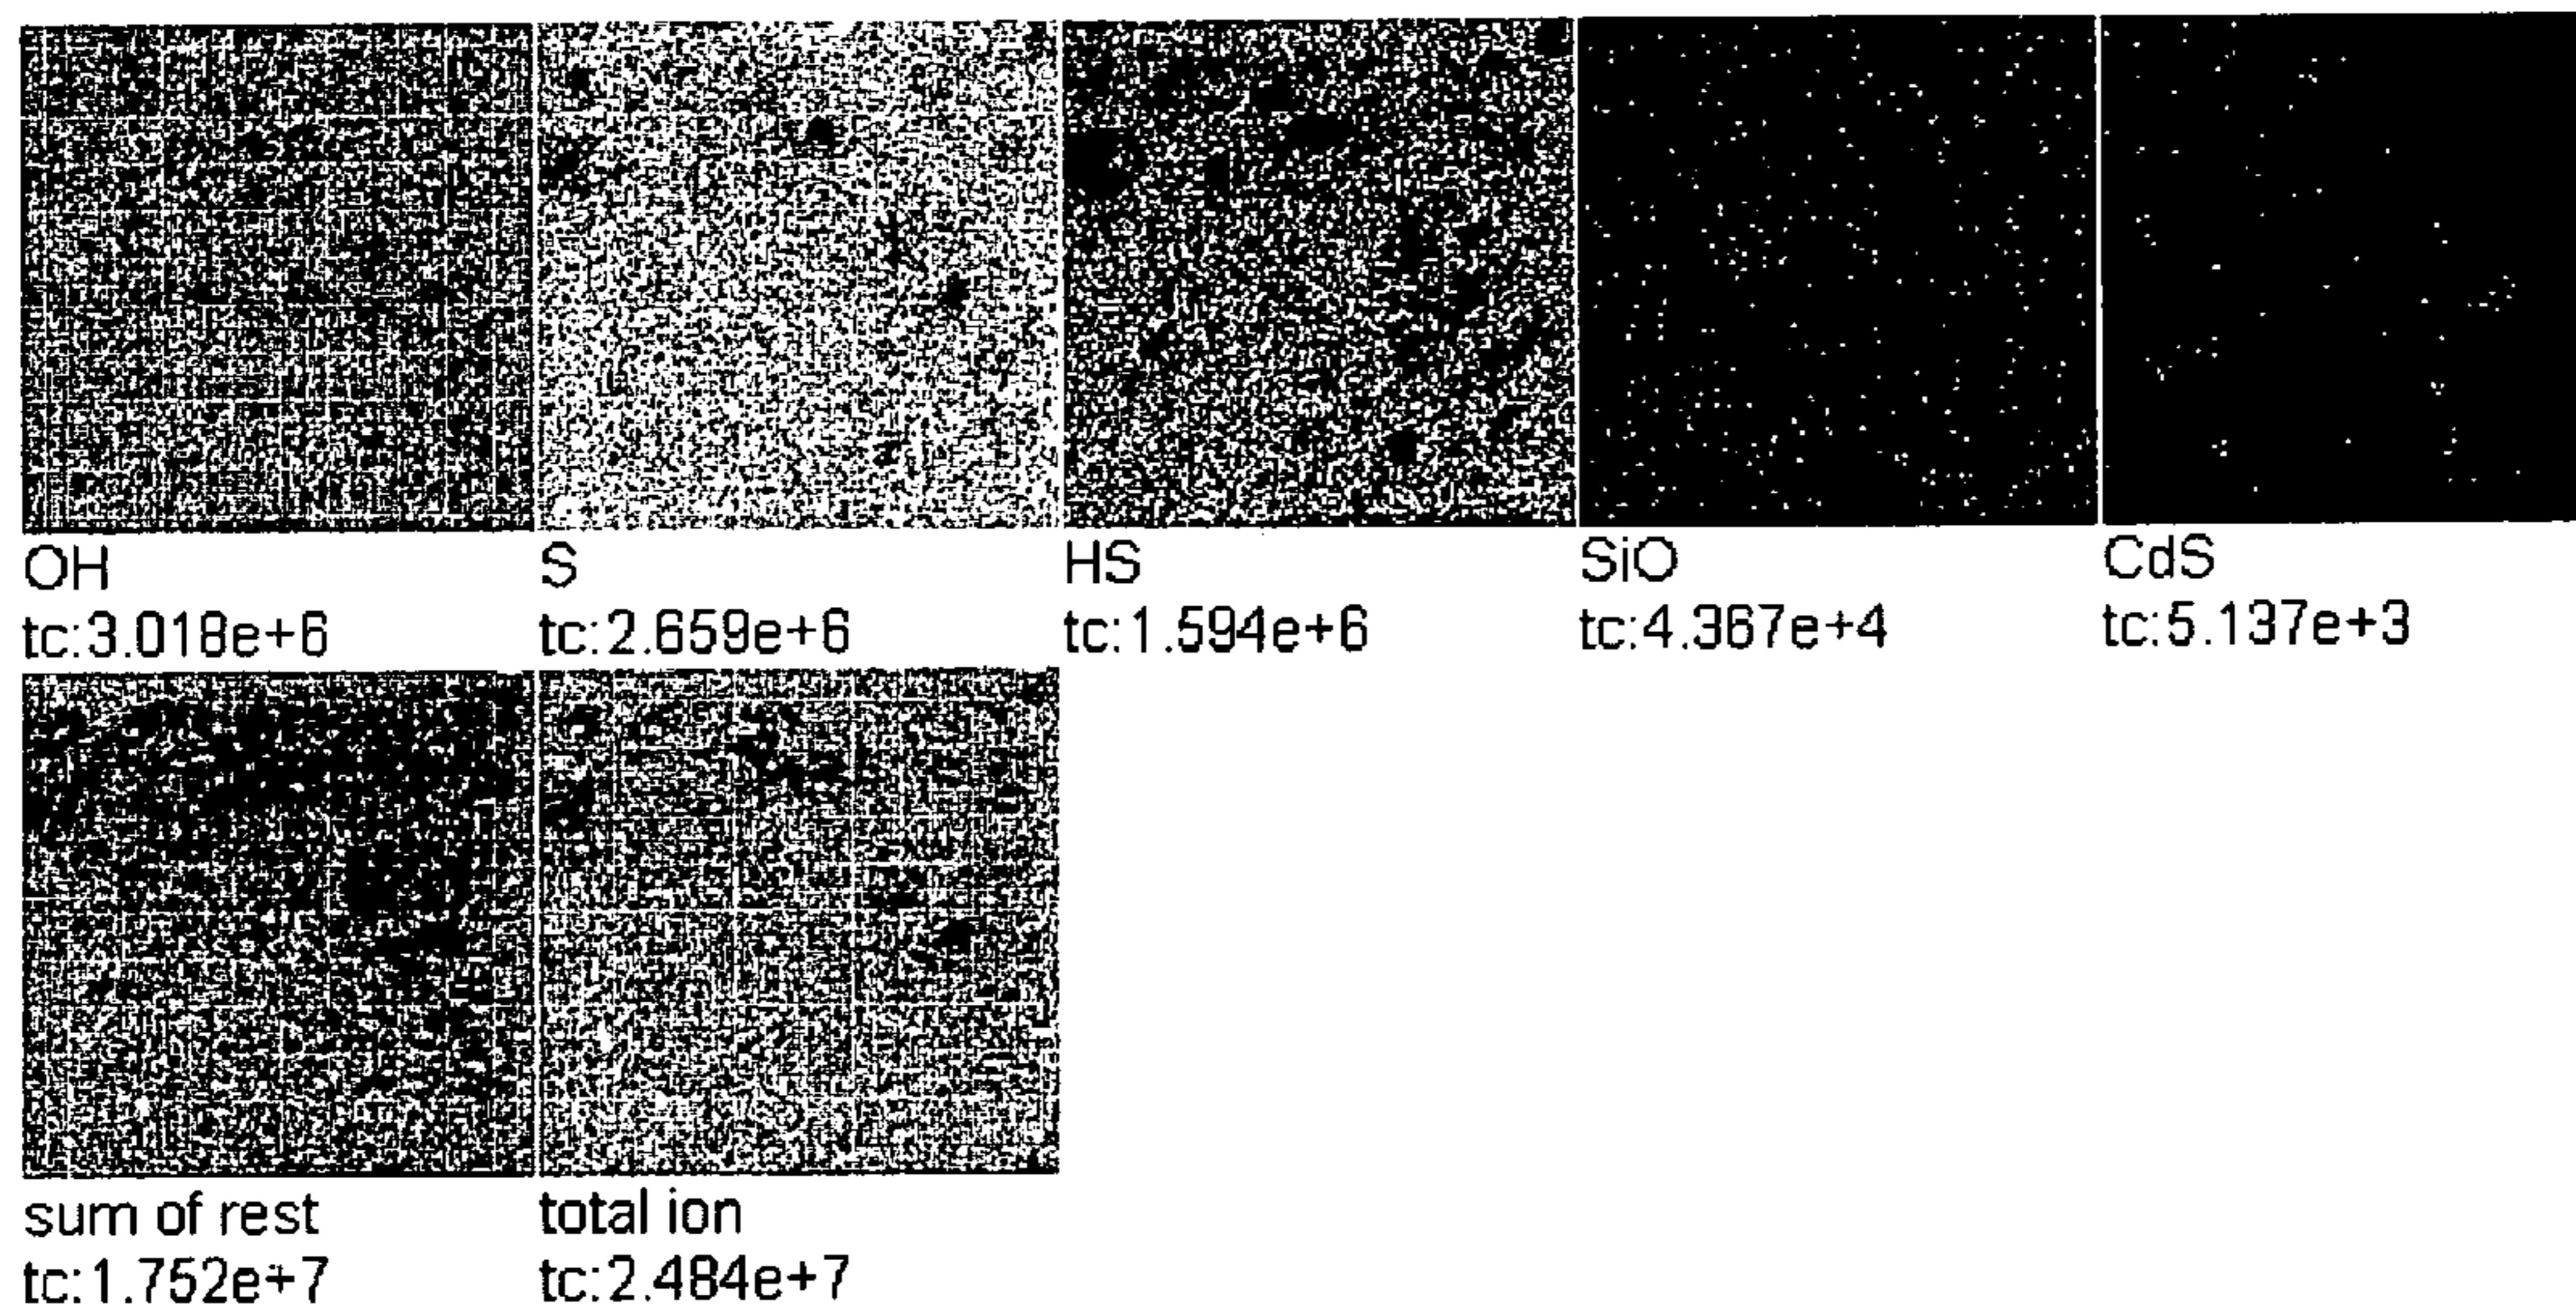 OH
tc:3.018e+6
S
tc:2.659e+6
HS
tc:1.594e+6
SiO
tc:4.367e+4
CdS
tc:5.137e+3
sum of rest
tc:1.752e+7
total ion
tc:2.484e+7